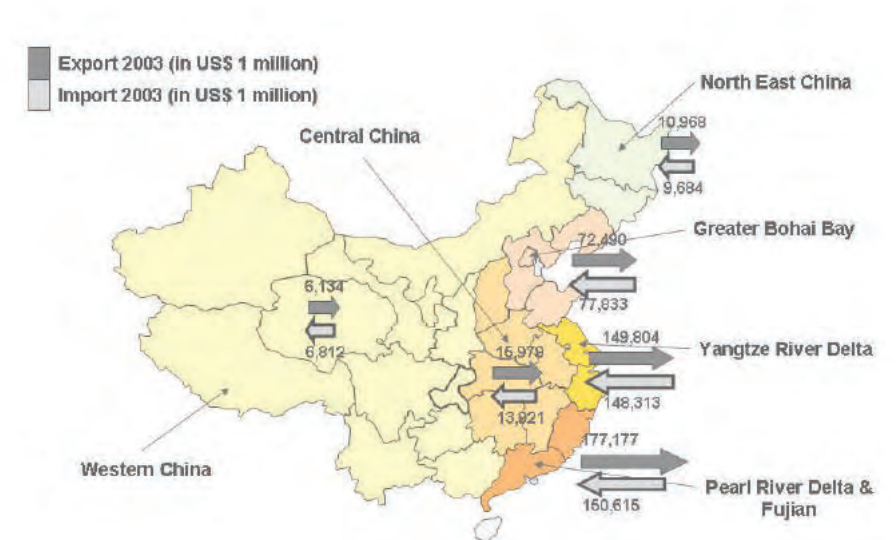 Export 2003 (in US$ 1 million)
Import 2003 (in US$ 1 million)
North East China
Central China
10,968
9,684
Greater Bohai Bay
72,490
77,833
6,134
6,812
149,804
Yangtze River Delta
15,979
148,313
13,921
177,177
Western China
Pearl River Delta &
Fujian
150,615